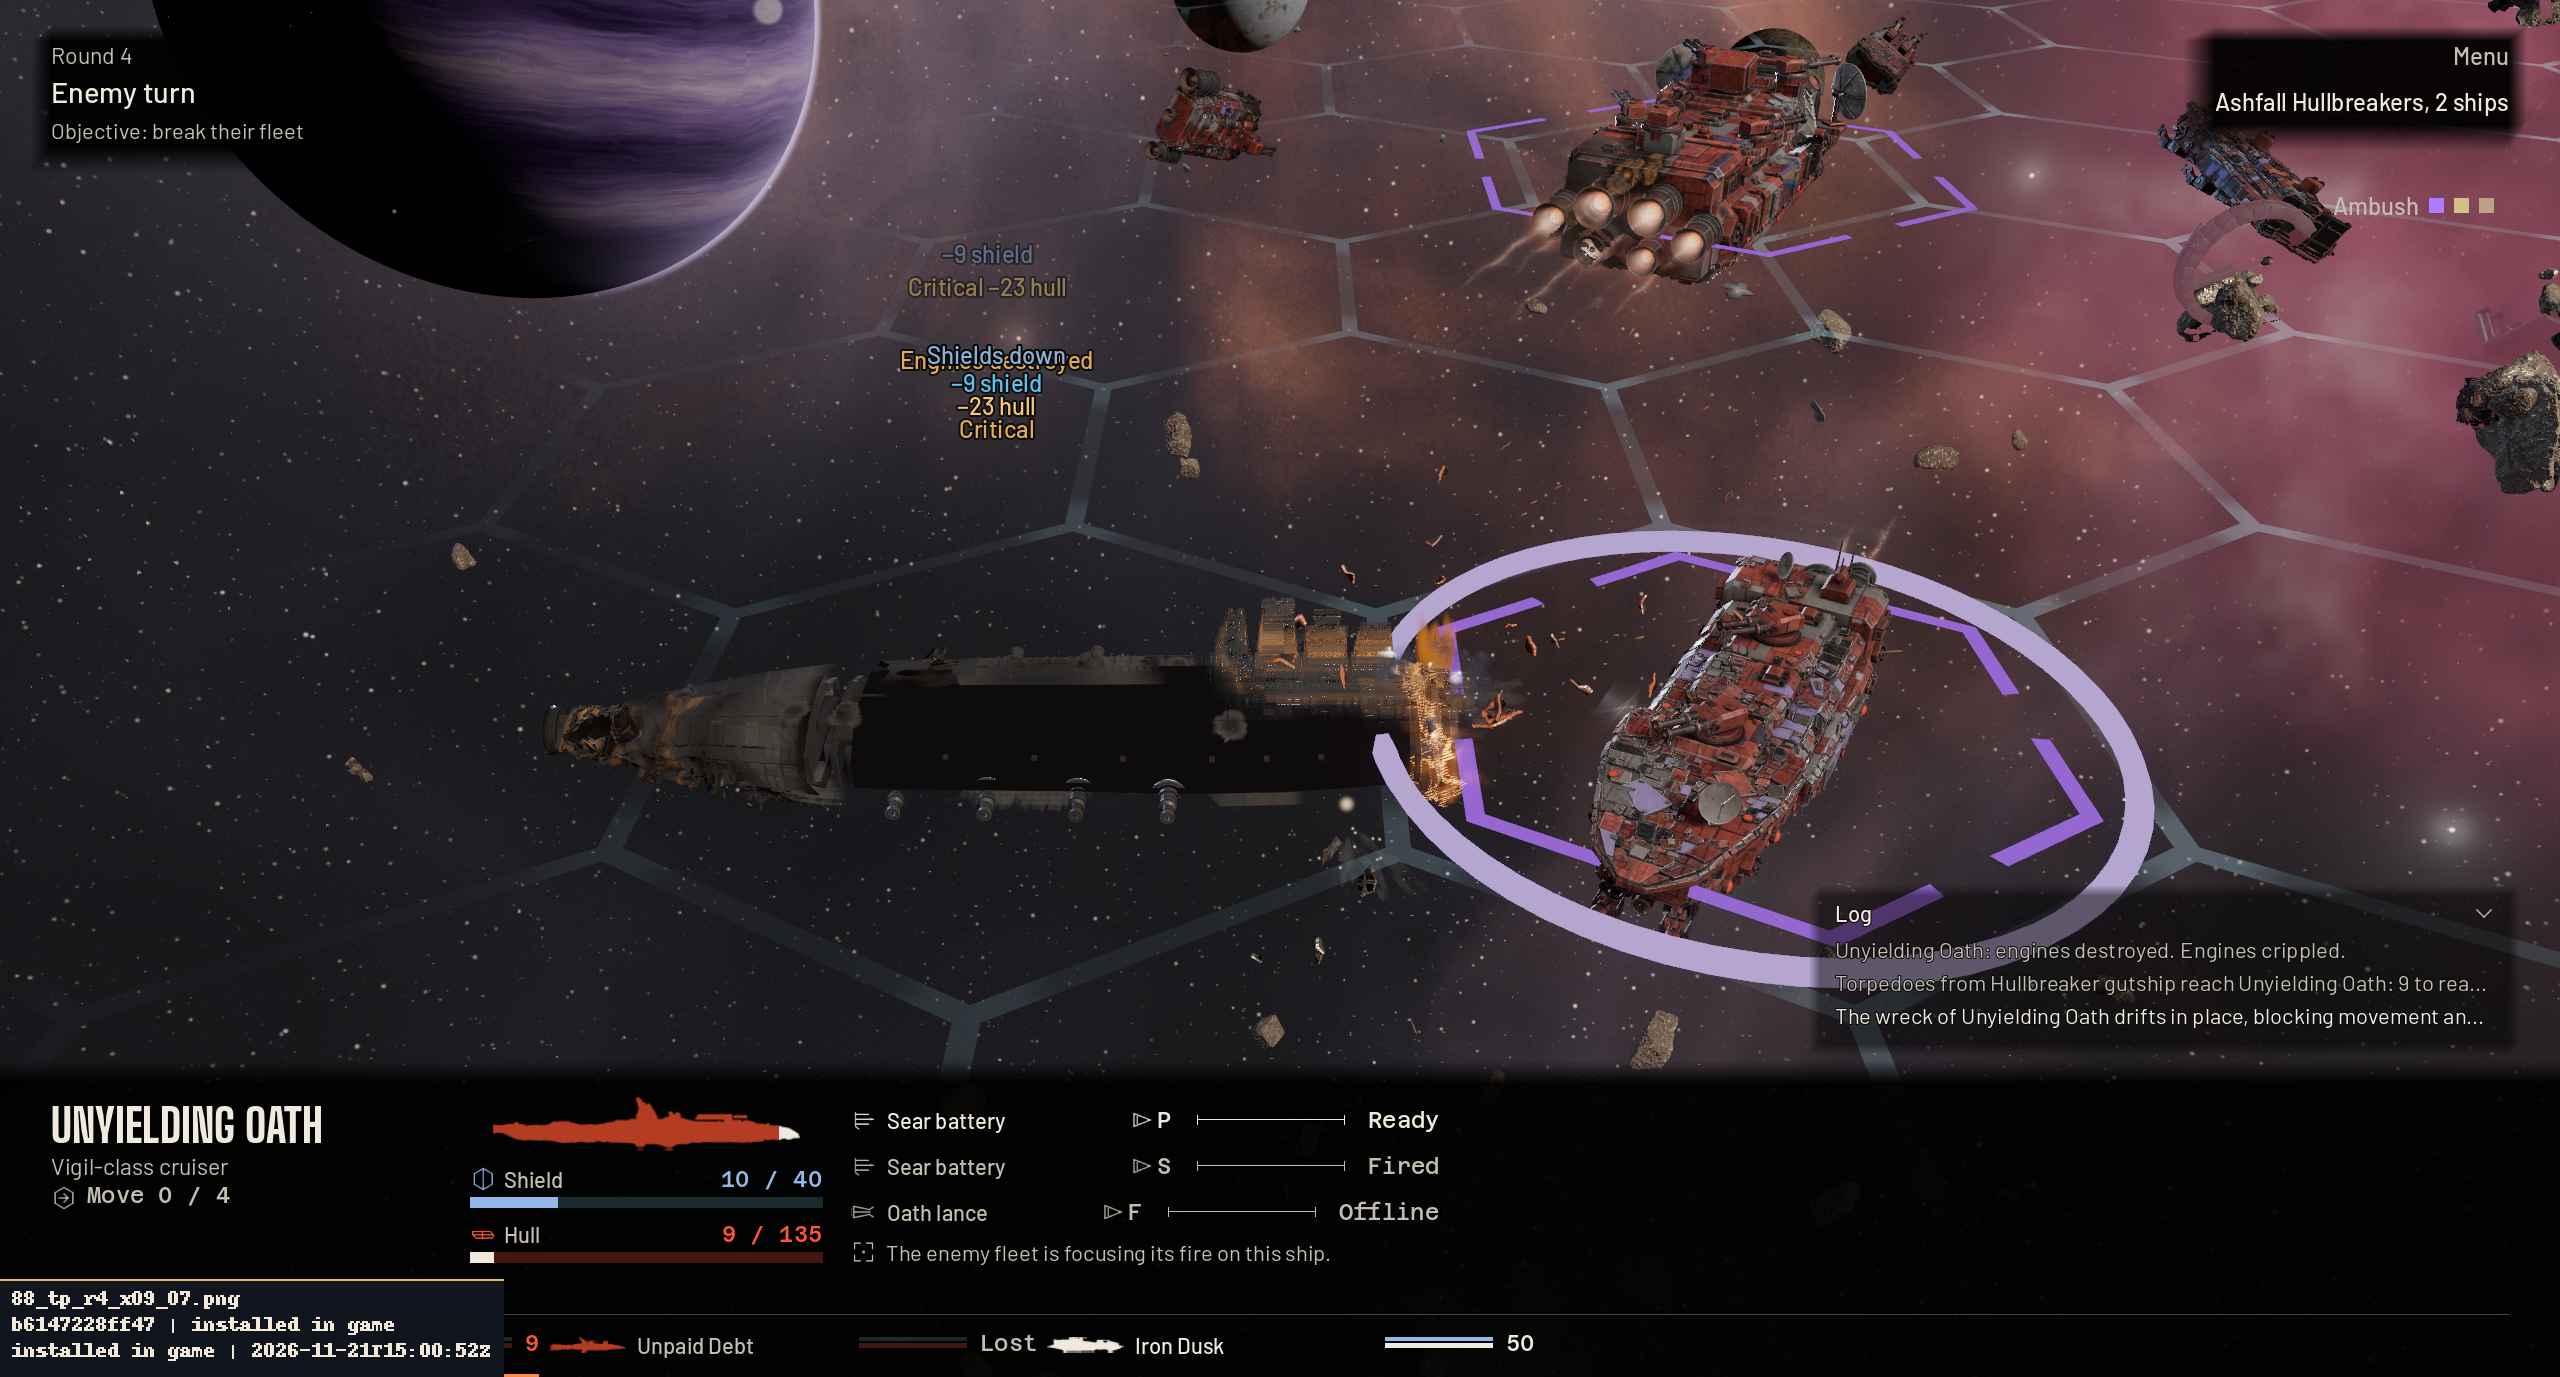 Round 4
Enemy turn
Objective: break their fleet
Menu
Ashfall Hullbreakers, 2 ships
Ambush
−9 shield
Critical −23 hull
Shields down
Engines destroyed
−9 shield
−23 hull
Critical
Log
Unyielding Oath: engines destroyed. Engines crippled.
Torpedoes from Hullbreaker gutship reach Unyielding Oath: 9 to rea...
The wreck of Unyielding Oath drifts in place, blocking movement an...
UNYIELDING OATH
Vigil-class cruiser
Move 0 / 4
Shield 10 / 40
Hull 9 / 135
Sear battery P Ready
Sear battery S Fired
Oath lance F Offline
The enemy fleet is focusing its fire on this ship.
88_tp_r4_x09_07.png
b6147228ff47 | installed in game
installed in game | 2026-11-21r15:00:52z
9 Unpaid Debt Lost Iron Dusk 50